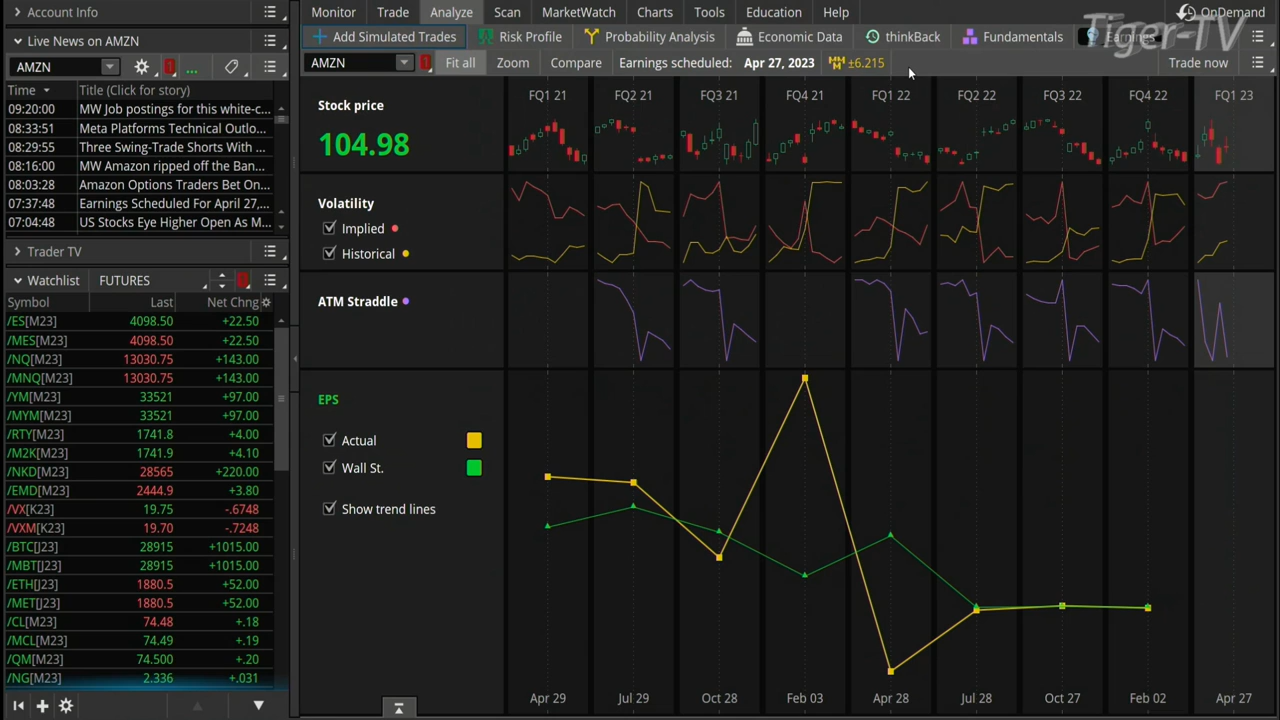 Account Info
Live News on AMZN
AMZN
1
...
Time Title (Click for story)
09:20:00 MW Job postings for this white-c...
08:33:51 Meta Platforms Technical Outlo...
08:29:55 Three Swing-Trade Shorts With ...
08:16:00 MW Amazon ripped off the Ban...
08:03:28 Amazon Options Traders Bet On...
07:37:48 Earnings Scheduled For April 27,...
07:04:48 US Stocks Eye Higher Open As M...
Trader TV
Watchlist FUTURES
Symbol Last Net Chng
/ES[M23] 4098.50 +22.50
/MES[M23] 4098.50 +22.50
/NQ[M23] 13030.75 +143.00
/MNQ[M23] 13030.75 +143.00
/YM[M23] 33521 +97.00
/MYM[M23] 33521 +97.00
/RTY[M23] 1741.8 +4.00
/M2K[M23] 1741.9 +4.10
/NKD[M23] 28565 +220.00
/EMD[M23] 2444.9 +3.80
/VX[K23] 19.75 -.6748
/VXM[K23] 19.70 -.7248
/BTC[J23] 28915 +1015.00
/MBT[J23] 28915 +1015.00
/ETH[J23] 1880.5 +52.00
/MET[J23] 1880.5 +52.00
/CL[M23] 74.48 +.18
/MCL[M23] 74.49 +.19
/QM[M23] 74.500 +.20
/NG[M23] 2.336 +.031
Monitor Trade Analyze Scan MarketWatch Charts Tools Education Help
OnDemand
Tiger-TV
Add Simulated Trades Risk Profile Probability Analysis Economic Data thinkBack Fundamentals Earnings
AMZN 1 Fit all Zoom Compare Earnings scheduled: Apr 27, 2023 ±6.215 Trade now
FQ1 21 FQ2 21 FQ3 21 FQ4 21 FQ1 22 FQ2 22 FQ3 22 FQ4 22 FQ1 23
Stock price
104.98
Volatility
Implied
Historical
ATM Straddle
EPS
Actual
Wall St.
Show trend lines
Apr 29 Jul 29 Oct 28 Feb 03 Apr 28 Jul 28 Oct 27 Feb 02 Apr 27